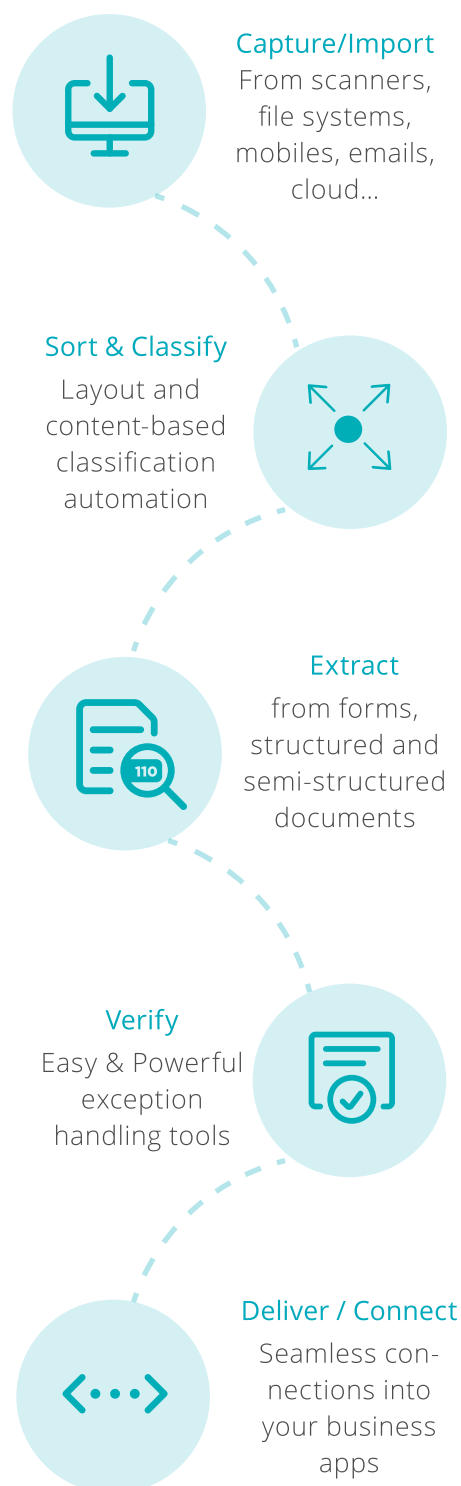 Capture/Import
From scanners,
file systems,
mobiles, emails,
cloud...
Sort & Classify
Layout and
content-based
classification
automation
Extract
from forms,
structured and
semi-structured
documents
110
Verify
Easy & Powerful
exception
handling tools
Deliver / Connect
Seamless con-
nections into
your business
apps